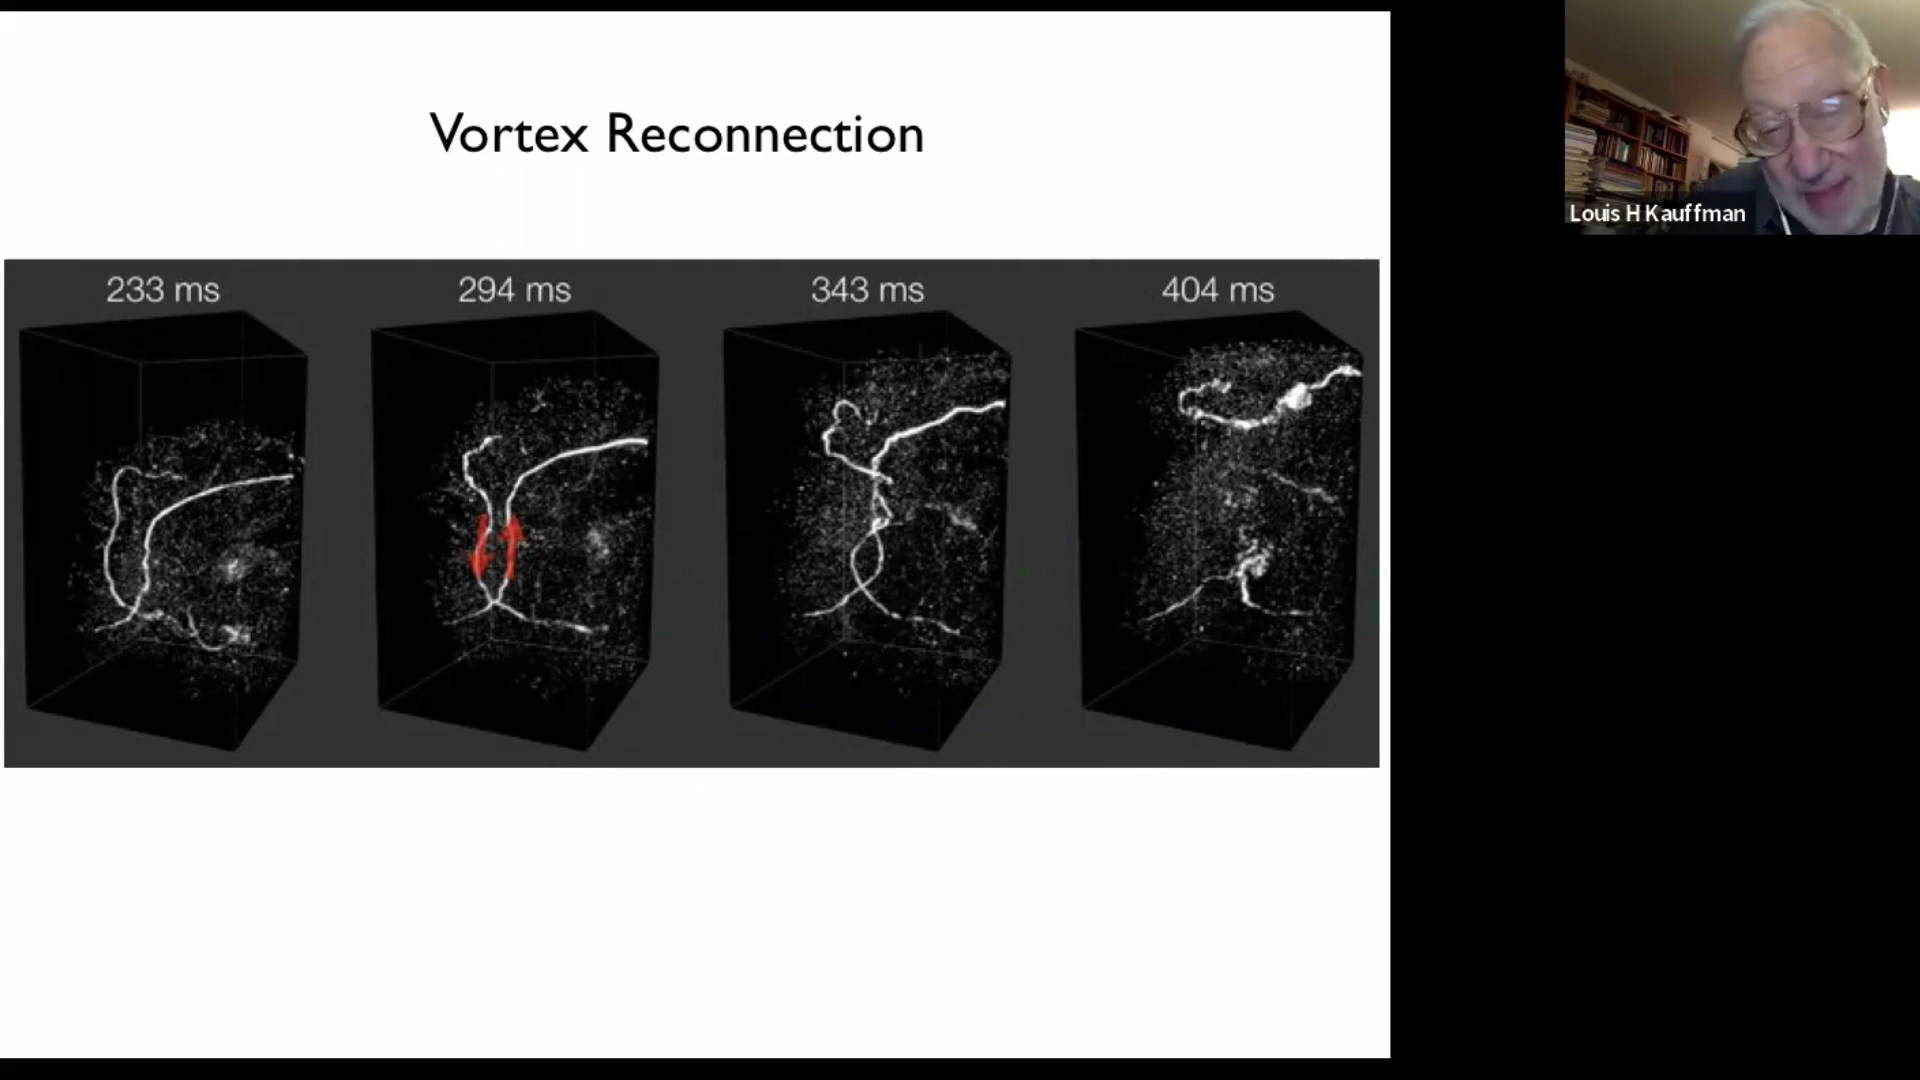 Vortex Reconnection
233 ms
294 ms
343 ms
404 ms
Louis H Kauffman